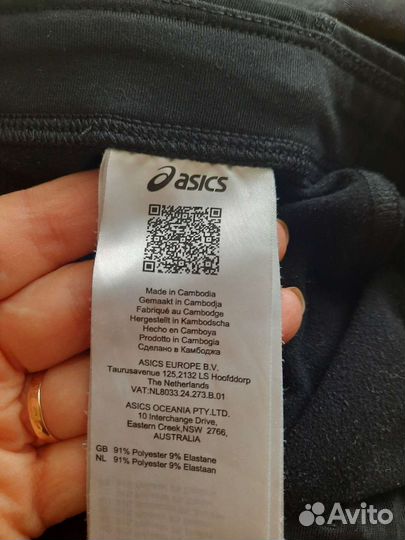 asics
Made in Cambodia
Gemaakt in Cambodja
Fabriqué au Cambodge
Hergestellt in Kambodscha
Hecho en Camboya
Prodotto in Cambogia
Сделано в Камбоджа
ASICS EUROPE B.V.
Taurusavenue 125,2132 LS Hoofddorp
The Netherlands
VAT:NL8033.24.273.B.01
ASICS OCEANIA PTY.LTD.
10 Interchange Drive,
Eastern Creek,NSW 2766,
AUSTRALIA
GB 91% Polyester 9% Elastane
NL 91% Polyester 9% Elastaan
Avito